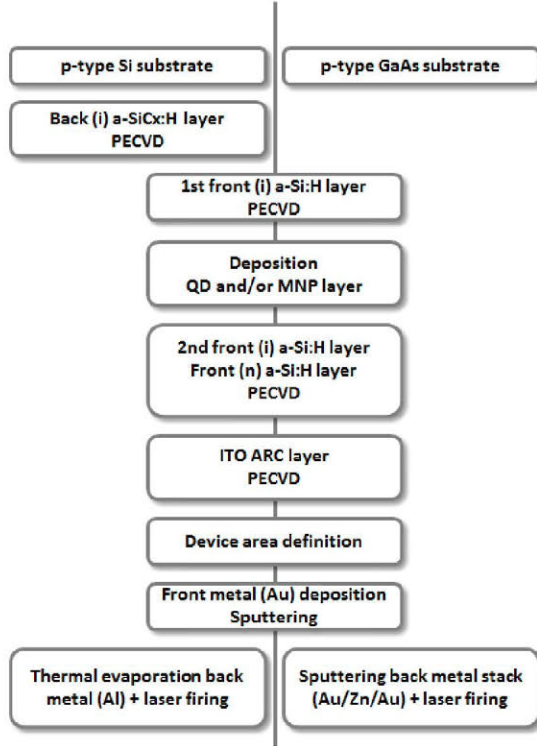 p-type Si substrate
p-type GaAs substrate
Back (i) a-SiCx:H layer
PECVD
1st front (i) a-Si:H layer
PECVD
Deposition
QD and/or MNP layer
2nd front (i) a-Si:H layer
Front (n) a-Si:H layer
PECVD
ITO ARC layer
PECVD
Device area definition
Front metal (Au) deposition
Sputtering
Thermal evaporation back
metal (Al) + laser firing
Sputtering back metal stack
(Au/Zn/Au) + laser firing